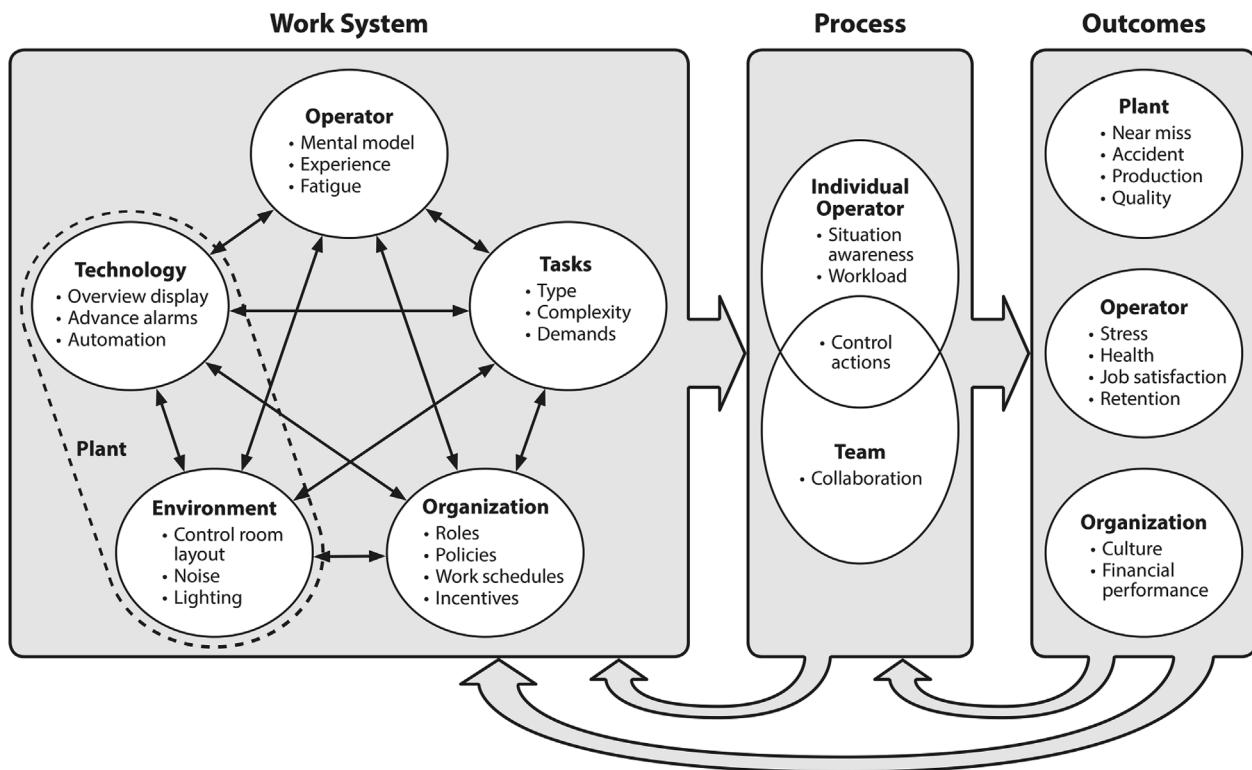 Work System
Process
Outcomes
Operator
• Mental model
• Experience
• Fatigue
Technology
• Overview display
• Advance alarms
• Automation
Tasks
• Type
• Complexity
• Demands
Plant
Environment
• Control room
layout
• Noise
• Lighting
Organization
• Roles
• Policies
• Work schedules
• Incentives
Individual
Operator
• Situation
awareness
• Workload
• Control
actions
Team
• Collaboration
Plant
• Near miss
• Accident
• Production
• Quality
Operator
• Stress
• Health
• Job satisfaction
• Retention
Organization
• Culture
• Financial
performance